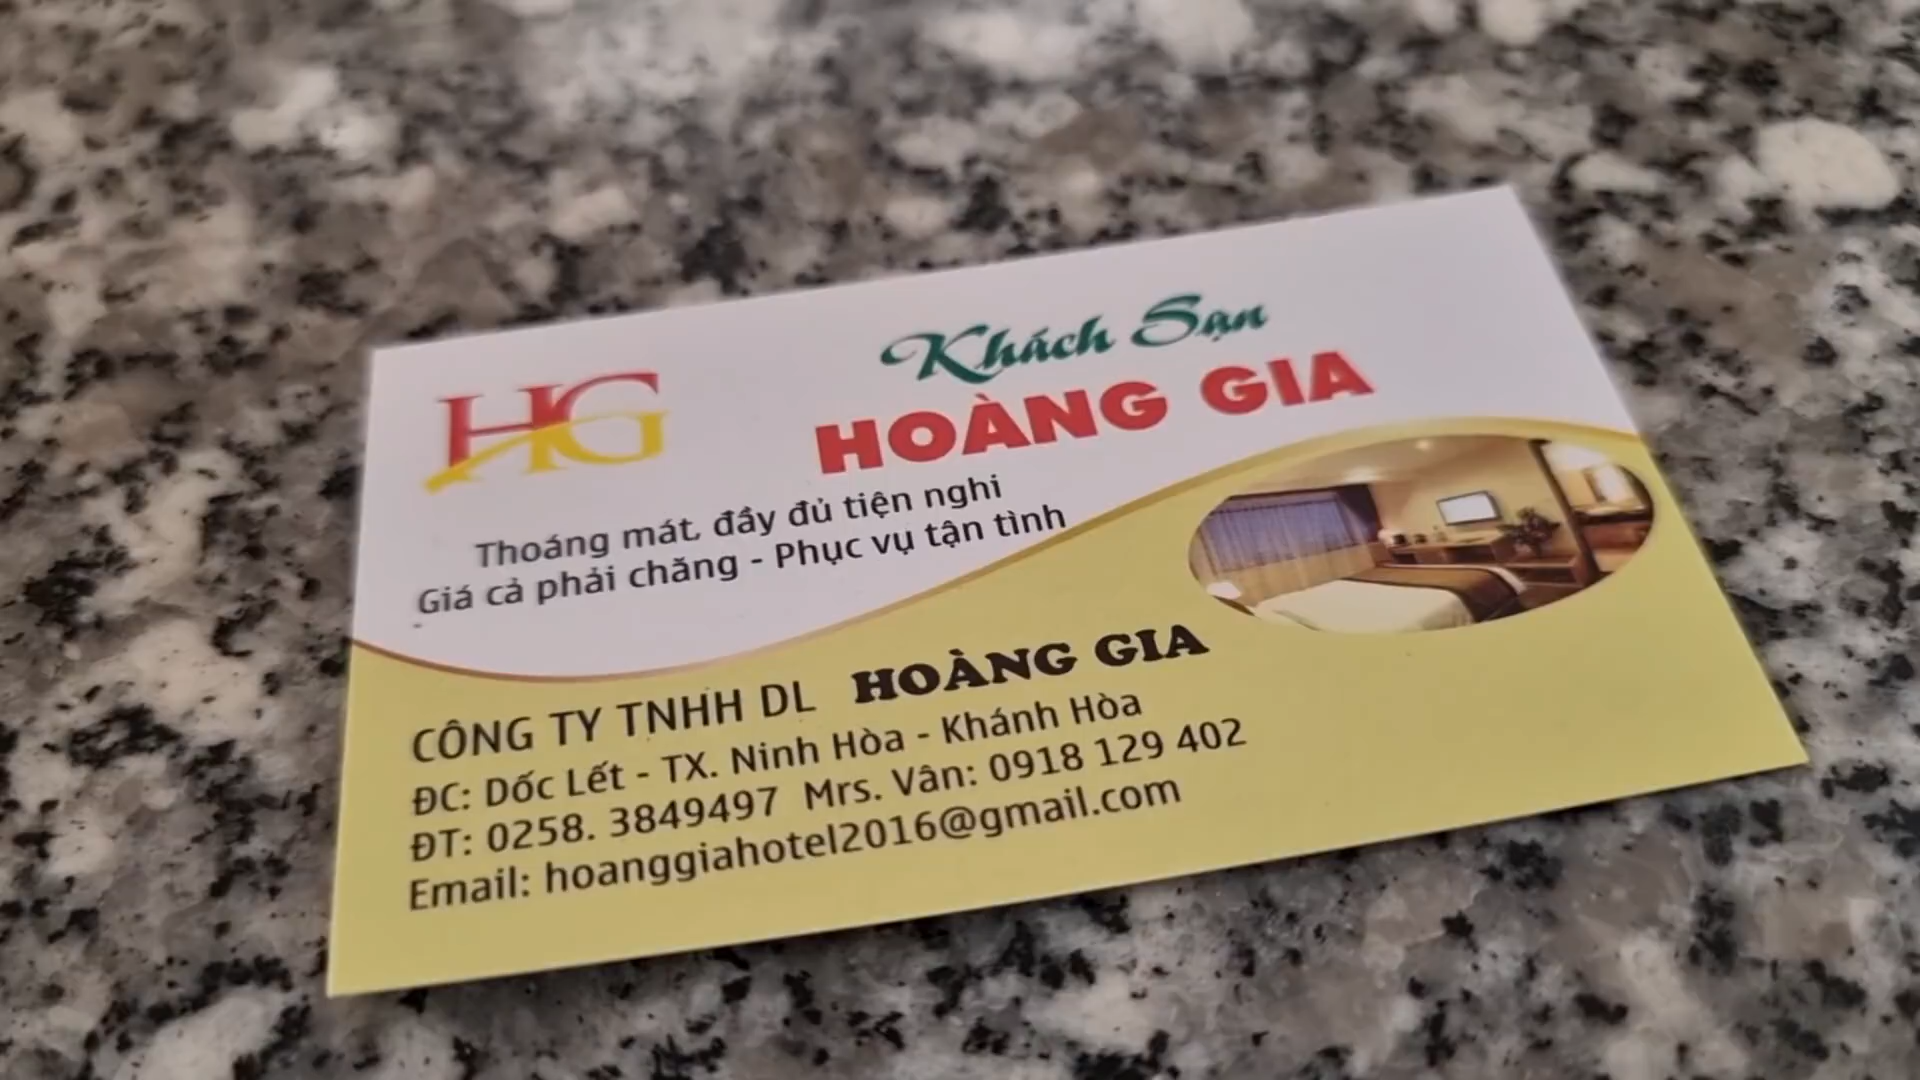 HG
Khách Sạn
HOÀNG GIA
Thoáng mát, đầy đủ tiện nghi
Giá cả phải chăng - Phục vụ tận tình
CÔNG TY TNHH DL HOÀNG GIA
ĐC: Dốc Lết - TX. Ninh Hòa - Khánh Hòa
ĐT: 0258. 3849497 Mrs. Vân: 0918 129 402
Email: hoanggiahotel2016@gmail.com